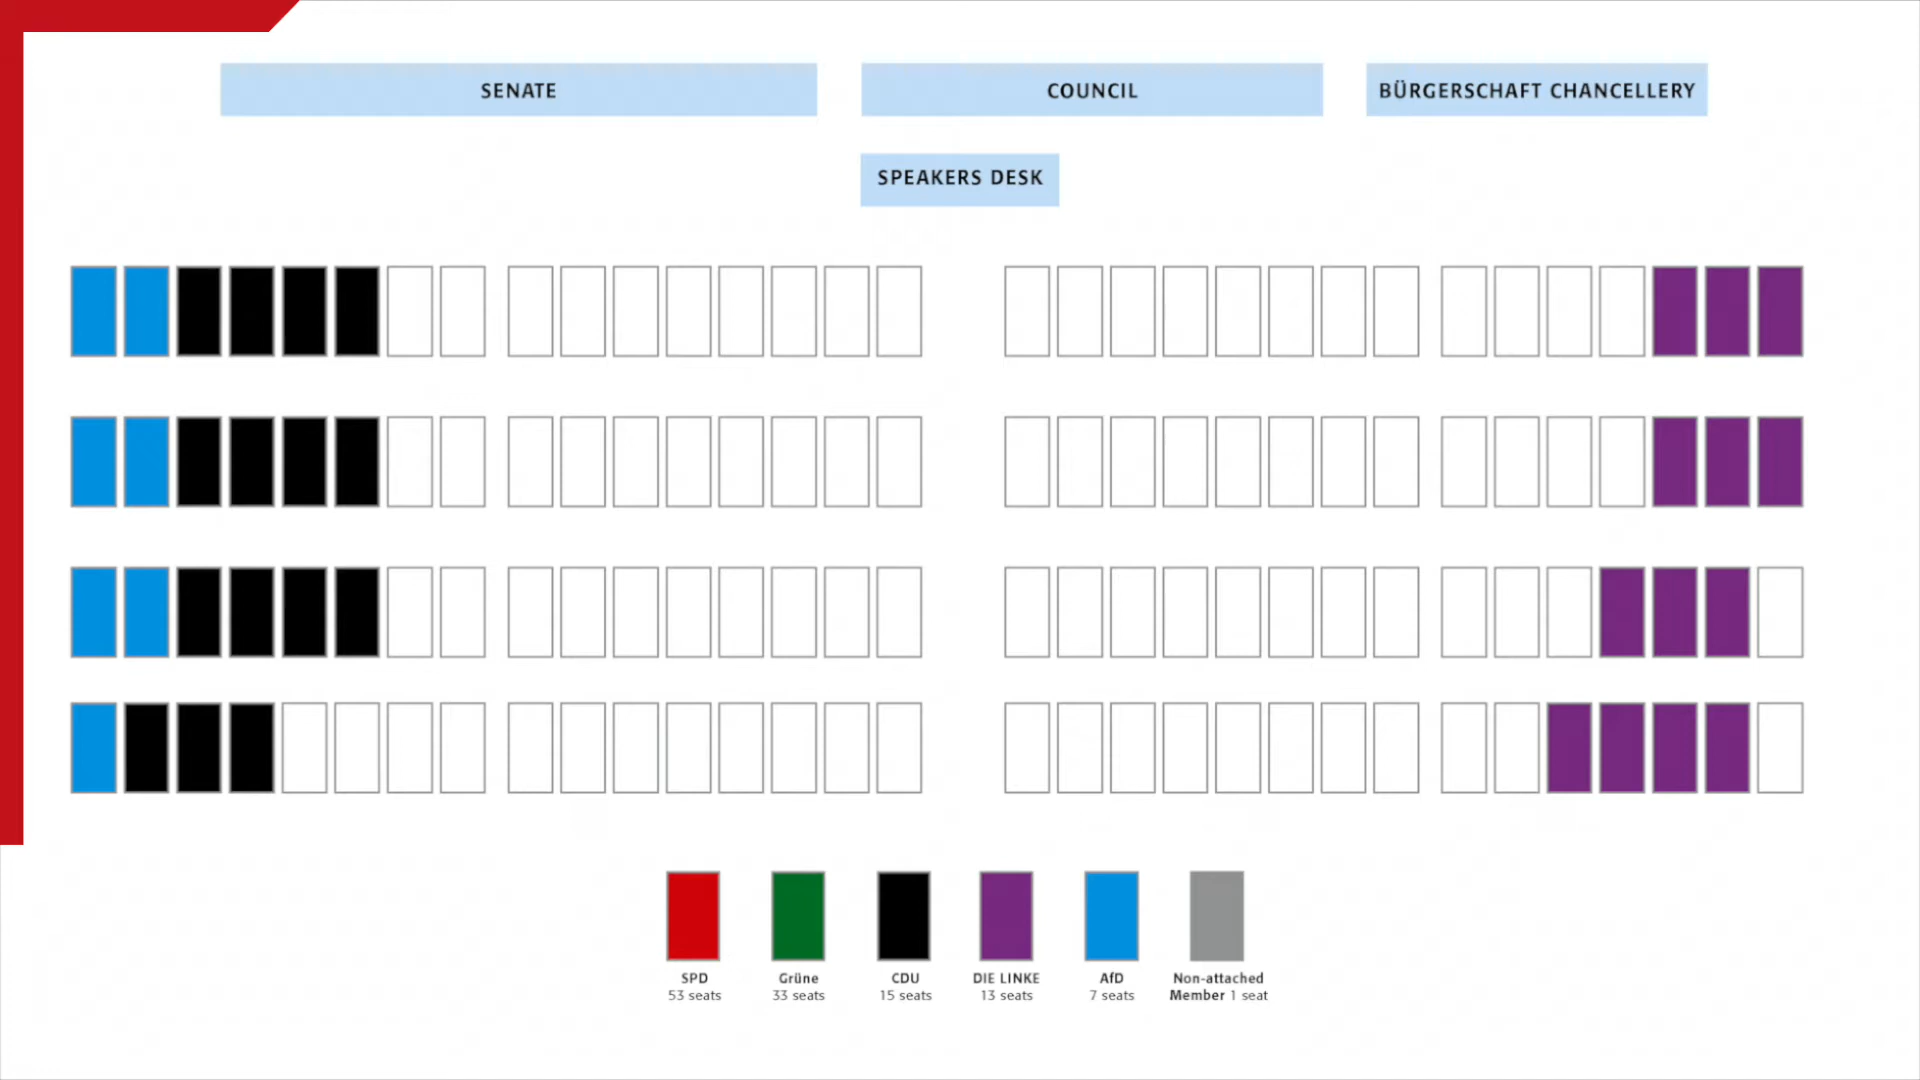 SENATE
COUNCIL
BÜRGERSCHAFT CHANCELLERY
SPEAKERS DESK
SPD
53 seats
Grüne
33 seats
CDU
15 seats
DIE LINKE
13 seats
AfD
7 seats
Non-attached
Member 1 seat